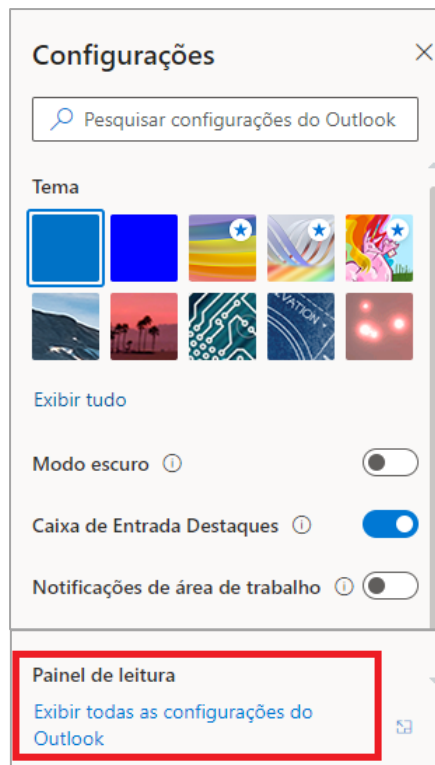 Configurações
Pesquisar configurações do Outlook
Tema
EVATION
Exibir tudo
Modo escuro
Caixa de Entrada Destaques
Notificações de área de trabalho
Painel de leitura
Exibir todas as configurações do
Outlook